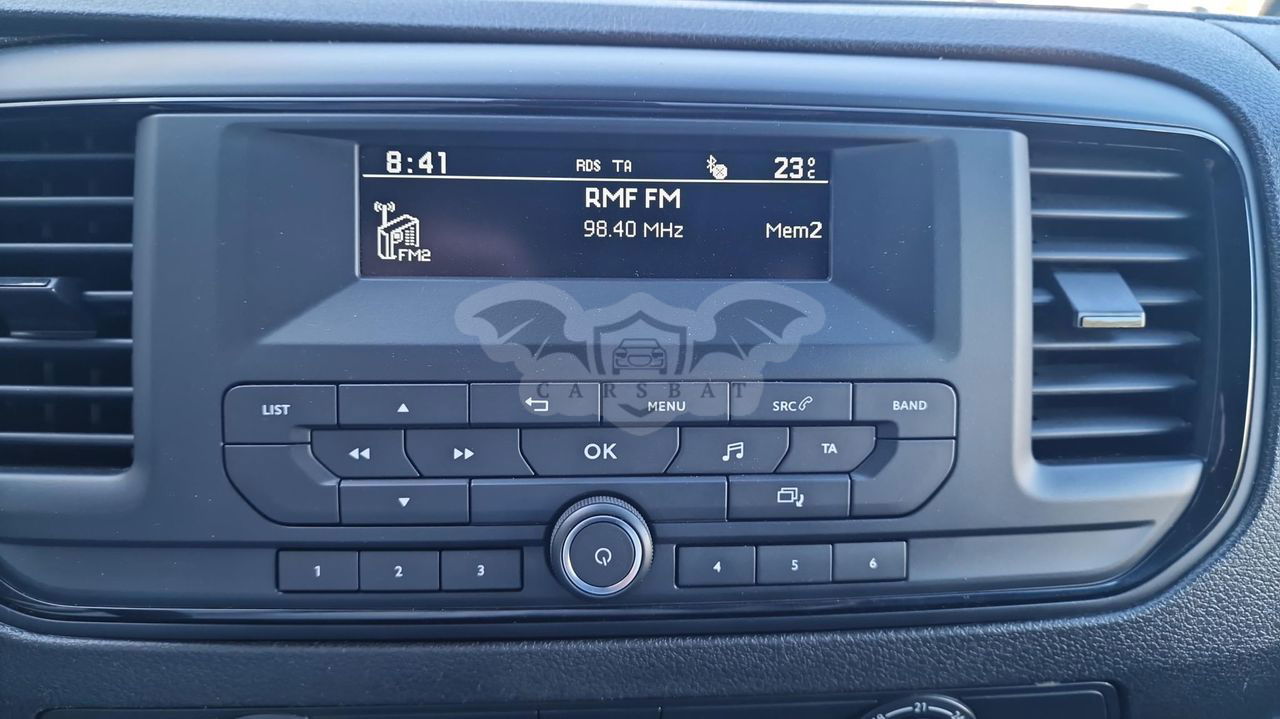 8:41 RDS TA 23°C
RMF FM
98.40 MHz Mem2
FM2
CARSBAT
LIST MENU SRC BAND
OK TA
1 2 3 4 5 6
21